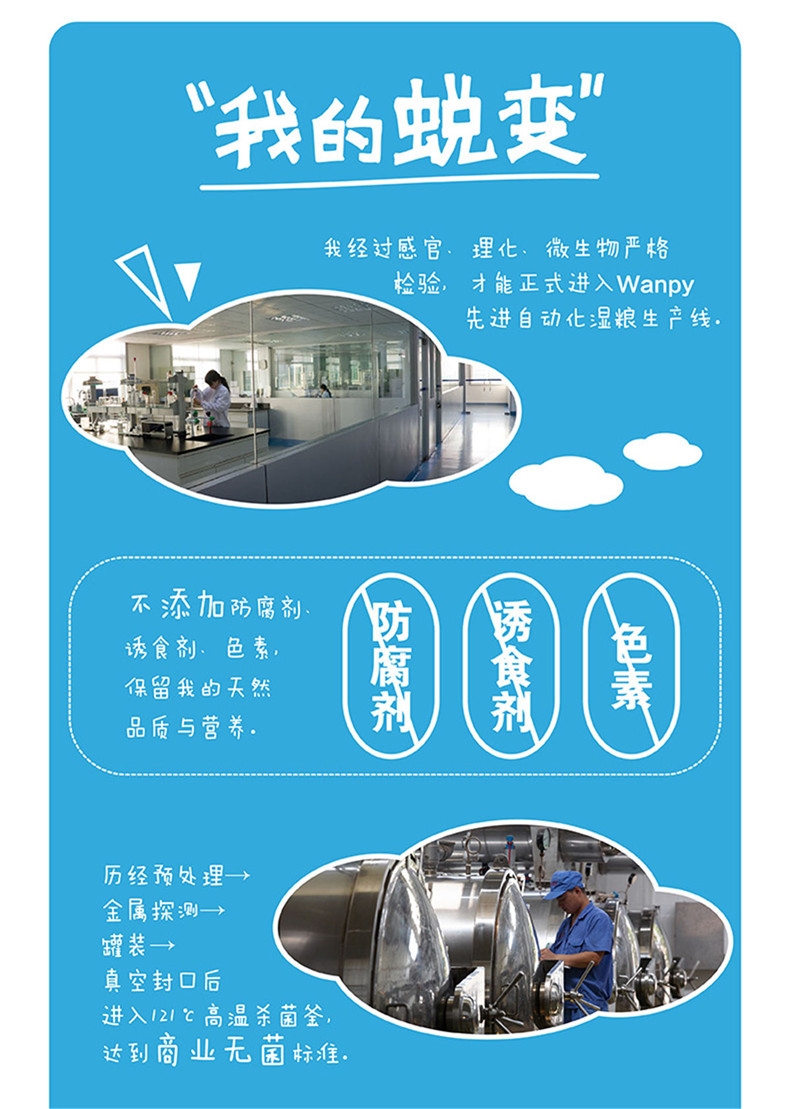 “我的蜕变”
我经过感官、理化、微生物严格
检验，才能正式进入Wanpy
先进自动化湿粮生产线。
不添加防腐�、
诱食剂、色素，
保留我的天然
品质与营养。
防腐剂
诱食剂
色素
历经预处理→
金属探测→
罐装→
真空封口后
进入121℃高温杀菌釜，
达到商业无菌标准。